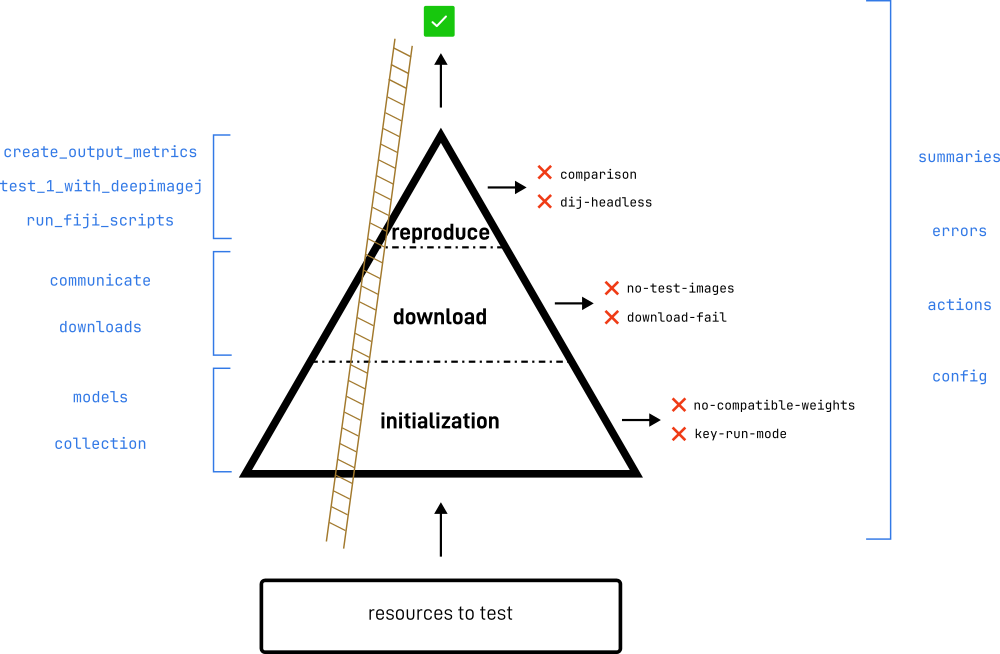 create_output_metrics
test_1_with_deepimagej
run_fiji_scripts
communicate
downloads
models
collection
reproduce
download
initialization
comparison
dij-headless
no-test-images
download-fail
no-compatible-weights
key-run-mode
summaries
errors
actions
config
resources to test